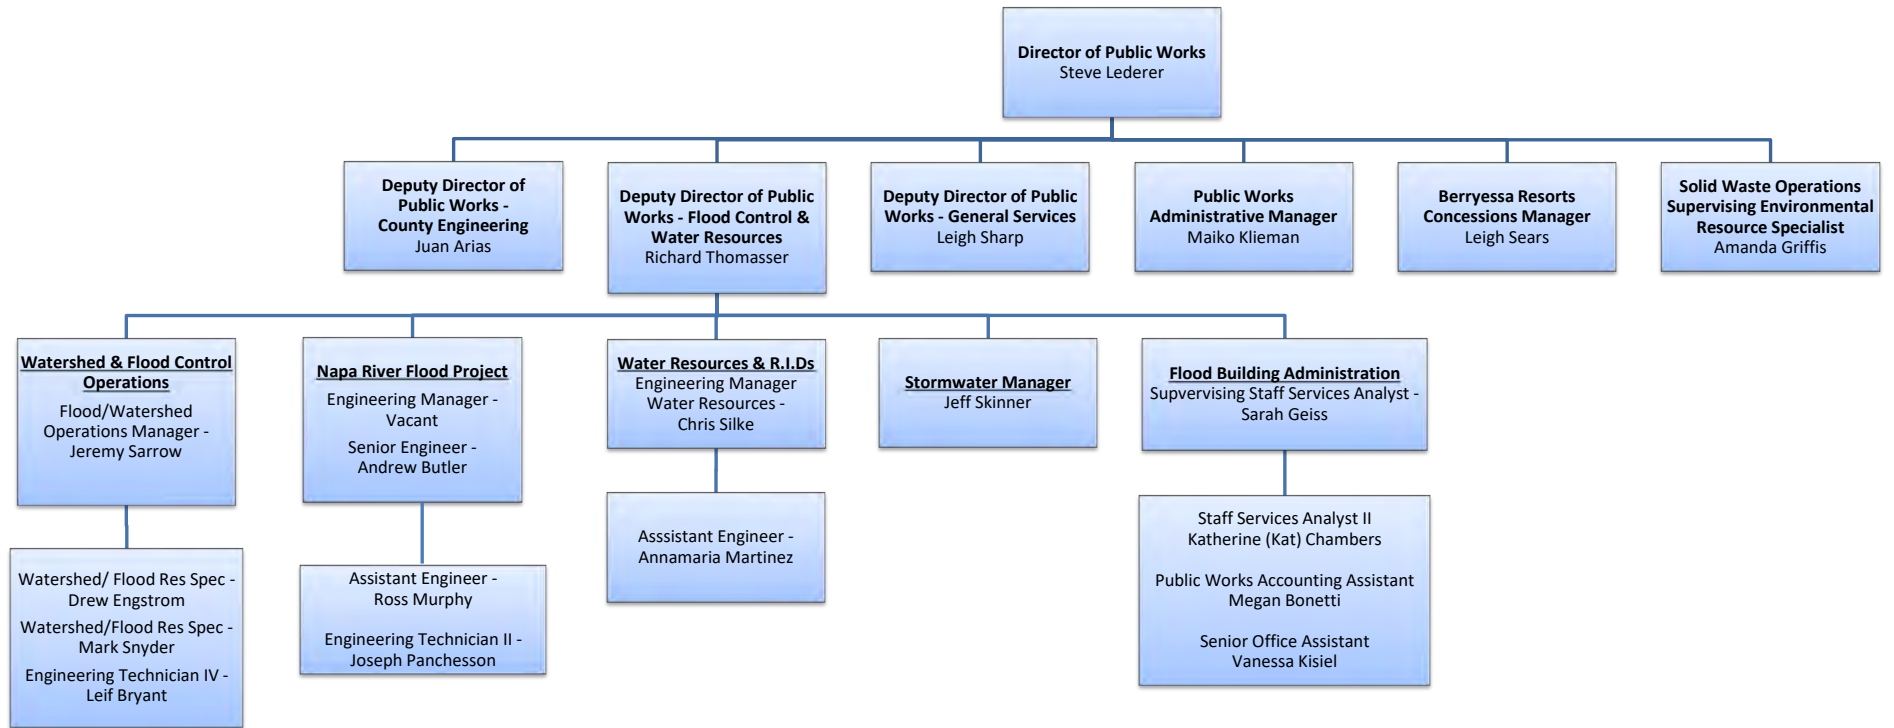 Director of Public Works
Steve Lederer
Deputy Director of
Public Works -
County Engineering
Juan Arias
Deputy Director of Public
Works - Flood Control &
Water Resources
Richard Thomasser
Deputy Director of Public
Works - General Services
Leigh Sharp
Public Works
Administrative Manager
Maiko Klieman
Berryessa Resorts
Concessions Manager
Leigh Sears
Solid Waste Operations
Supervising Environmental
Resource Specialist
Amanda Griffis
Watershed & Flood Control
Operations
Flood/Watershed
Operations Manager -
Jeremy Sarrow
Napa River Flood Project
Engineering Manager -
Vacant
Senior Engineer -
Andrew Butler
Water Resources & R.I.Ds
Engineering Manager
Water Resources -
Chris Silke
Stormwater Manager
Jeff Skinner
Flood Building Administration
Supvervising Staff Services Analyst -
Sarah Geiss
Watershed/ Flood Res Spec -
Drew Engstrom
Watershed/Flood Res Spec -
Mark Snyder
Engineering Technician IV -
Leif Bryant
Assistant Engineer -
Ross Murphy
Engineering Technician II -
Joseph Panchesson
Asssistant Engineer -
Annamaria Martinez
Staff Services Analyst II
Katherine (Kat) Chambers
Public Works Accounting Assistant
Megan Bonetti
Senior Office Assistant
Vanessa Kisiel